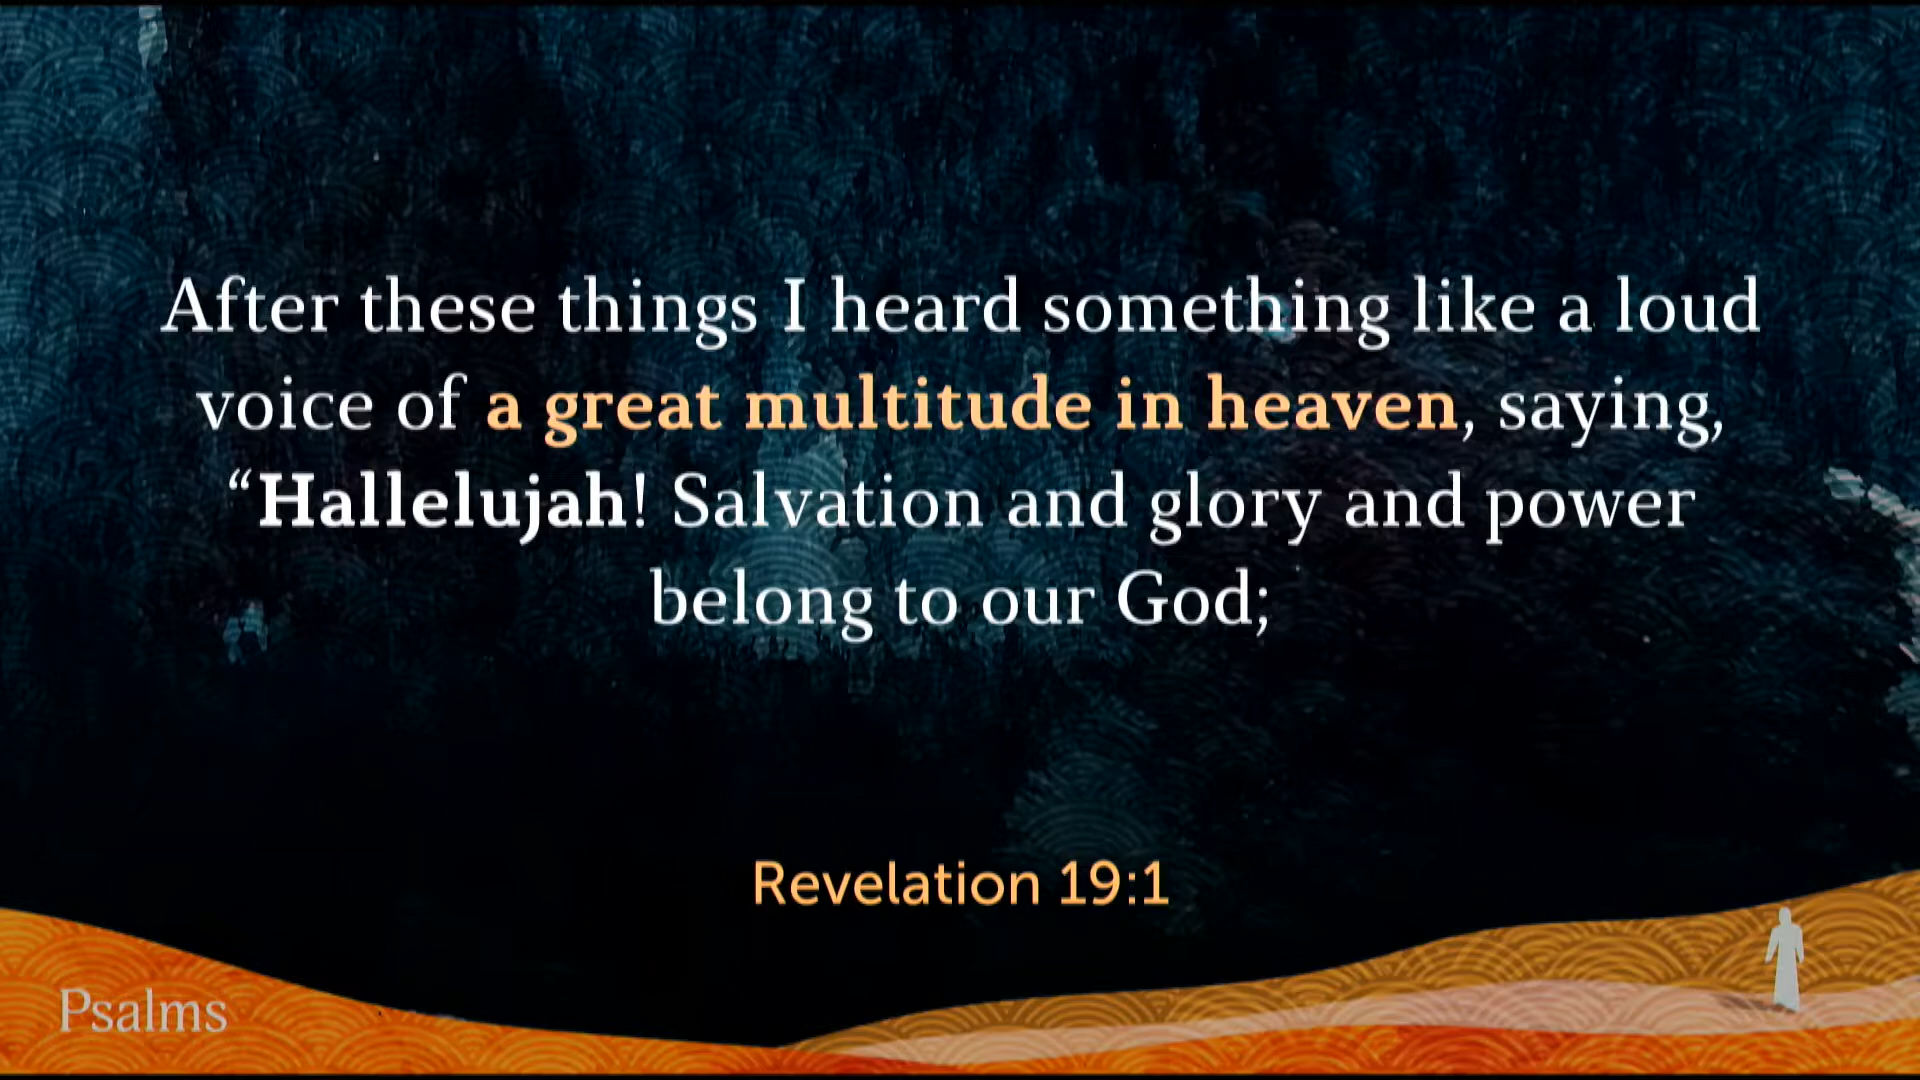 After these things I heard something like a loud
voice of a great multitude in heaven, saying,
“Hallelujah! Salvation and glory and power
belong to our God;
Revelation 19:1
Psalms